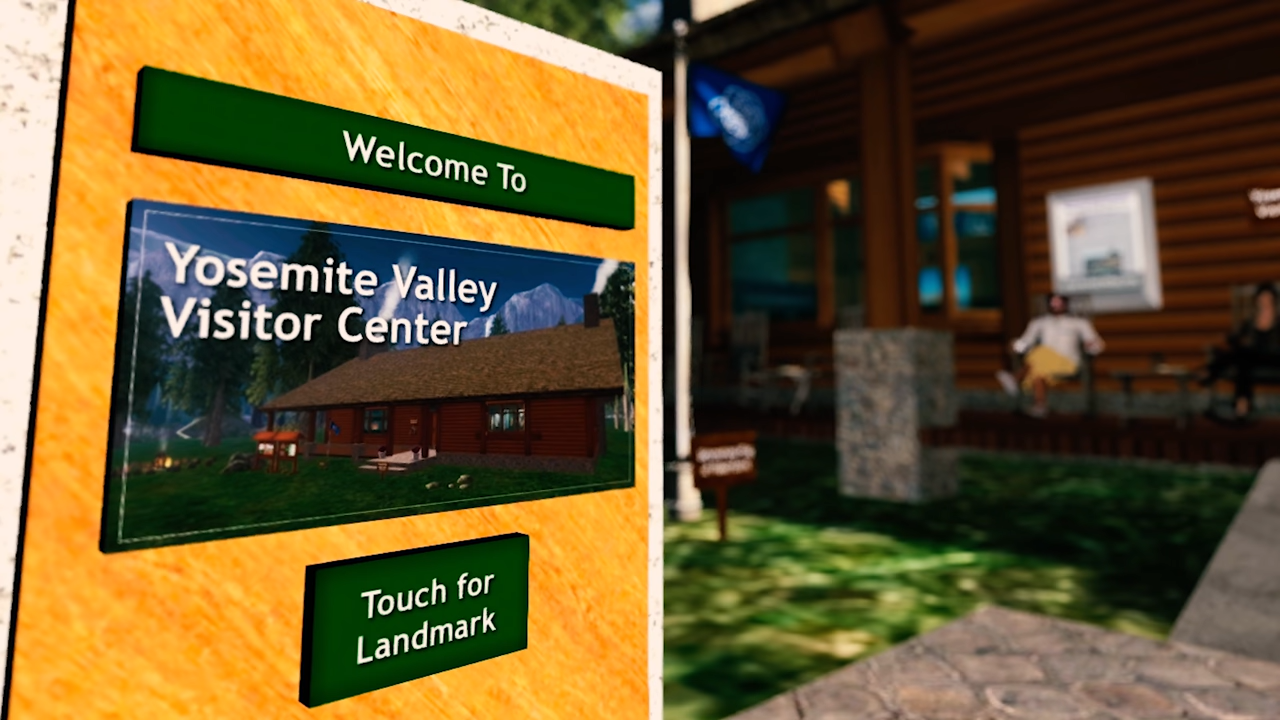 Welcome To
Yosemite Valley
Visitor Center
Touch for
Landmark